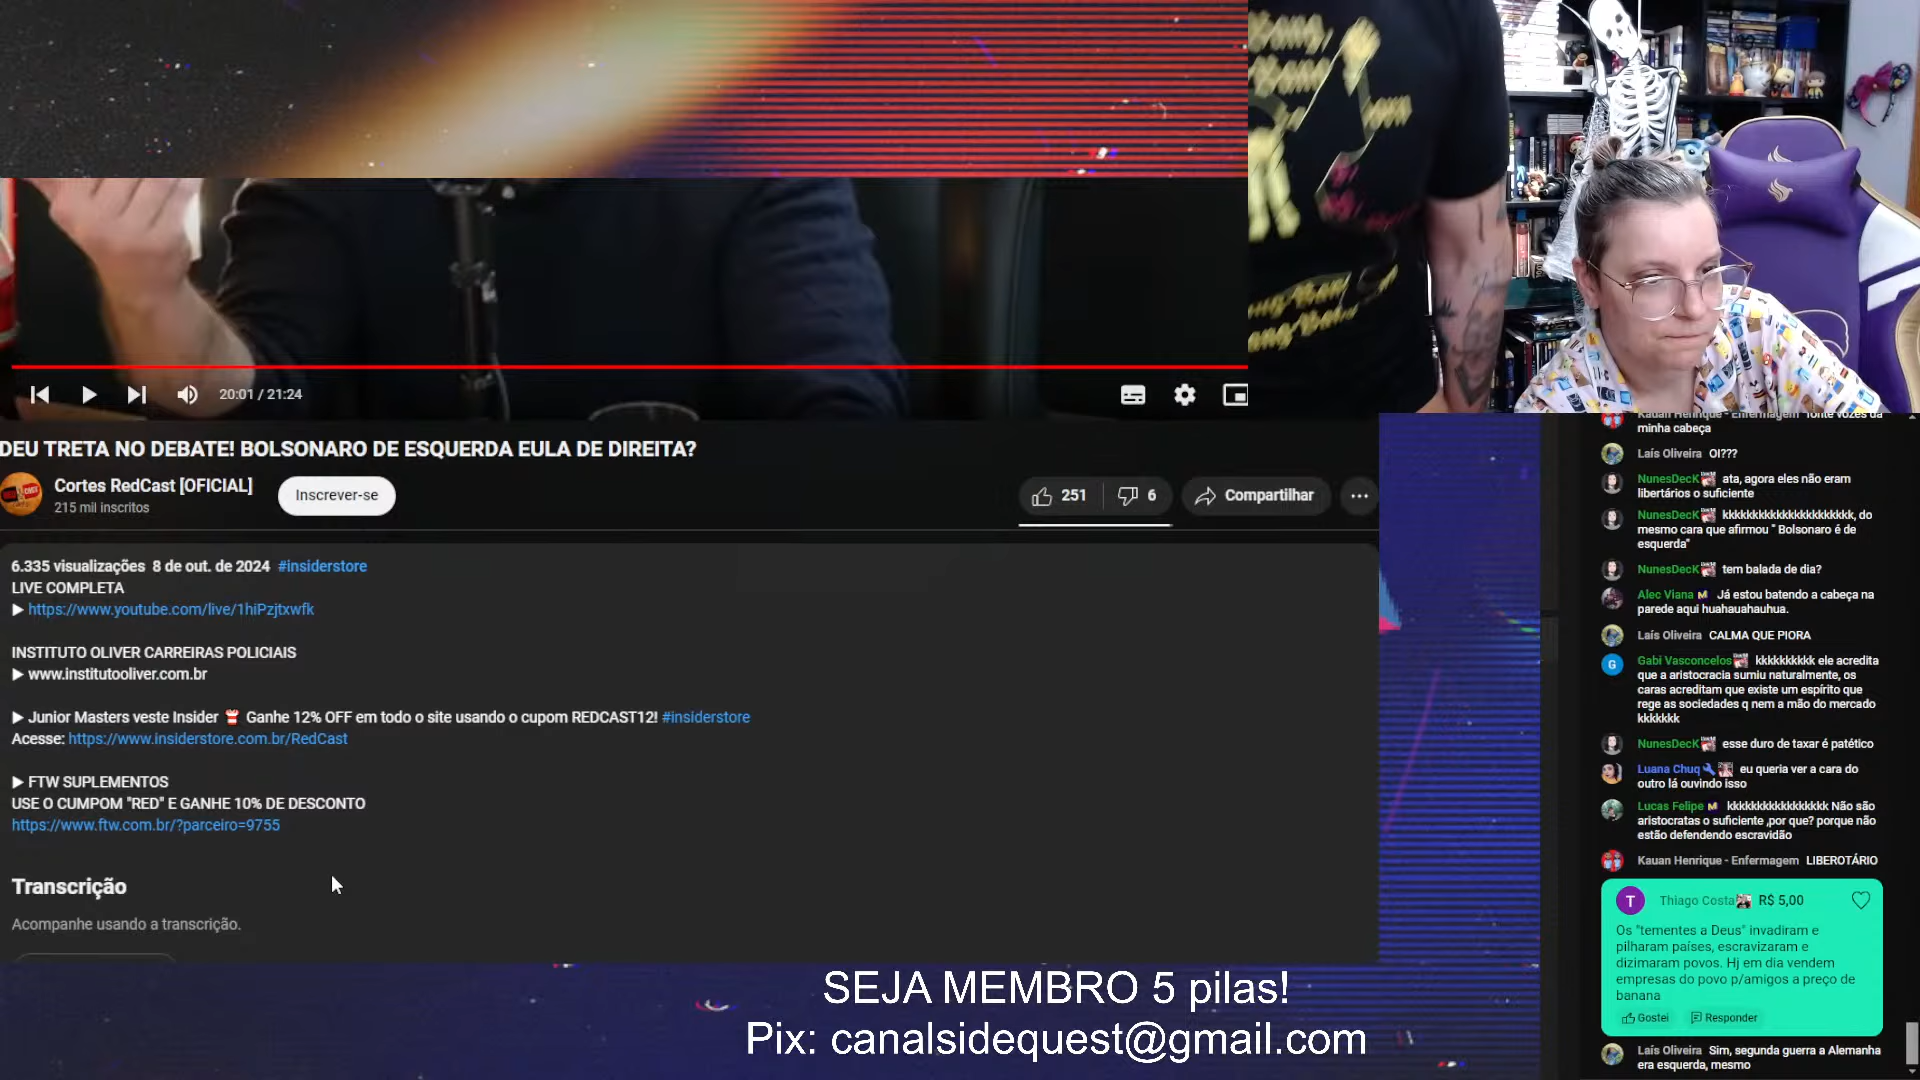 20:01 / 21:24
DEU TRETA NO DEBATE! BOLSONARO DE ESQUERDA EULA DE DIREITA?
Cortes RedCast [OFICIAL]
215 mil inscritos
Inscrever-se
251
6
Compartilhar
6.335 visualizações 8 de out. de 2024 #insiderstore
LIVE COMPLETA
▶ https://www.youtube.com/live/1hiPzjtxwfk
INSTITUTO OLIVER CARREIRAS POLICIAIS
▶ www.institutooliver.com.br
▶ Junior Masters veste Insider Ganhe 12% OFF em todo o site usando o cupom REDCAST12! #insiderstore
Acesse: https://www.insiderstore.com.br/RedCast
▶ FTW SUPLEMENTOS
USE O CUMPOM "RED" E GANHE 10% DE DESCONTO
https://www.ftw.com.br/?parceiro=9755
Transcrição
Acompanhe usando a transcrição.
SEJA MEMBRO 5 pilas!
Pix: canalsidequest@gmail.com
Kauan Henrique - Enfermagem fonte vozes da
minha cabeça
Laís Oliveira OI???
NunesDecK ata, agora eles não eram
libertários o suficiente
NunesDecK kkkkkkkkkkkkkkkkkkkkkk, do
mesmo cara que afirmou " Bolsonaro é de
esquerda"
NunesDecK tem balada de dia?
Alec Viana Já estou batendo a cabeça na
parede aqui huahauahauhua.
Laís Oliveira CALMA QUE PIORA
G
Gabi Vasconcelos kkkkkkkkkk ele acredita
que a aristocracia sumiu naturalmente, os
caras acreditam que existe um espírito que
rege as sociedades q nem a mão do mercado
kkkkkkk
NunesDecK esse duro de taxar é patético
Luana Chuq eu queria ver a cara do
outro lá ouvindo isso
Lucas Felipe kkkkkkkkkkkkkkkkk Não são
aristocratas o suficiente ,por que? porque não
estão defendendo escravidão
Kauan Henrique - Enfermagem LIBEROTÁRIO
T
Thiago Costa R$ 5,00
Os "tementes a Deus" invadiram e
pilharam países, escravizaram e
dizimaram povos. Hj em dia vendem
empresas do povo p/amigos a preço de
banana
Gostei Responder
Laís Oliveira Sim, segunda guerra a Alemanha
era esquerda, mesmo